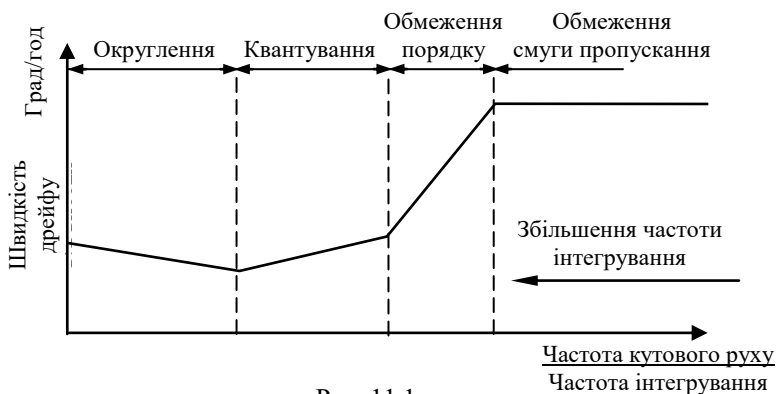 Округлення
Квантування
Обмеження
порядку
Обмеження
смуги пропускання
Град/год
Швидкість
дрейфу
Збільшення частоти
інтегрування
Частота кутового руху
Частота інтегрування